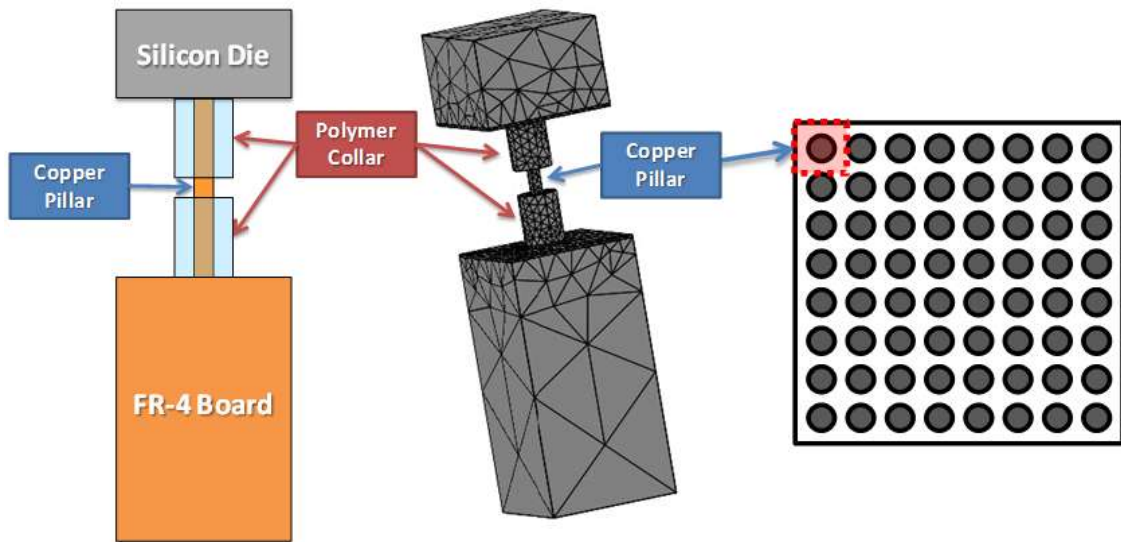 Silicon Die
Polymer
Collar
Copper
Pillar
Copper
Pillar
FR-4 Board